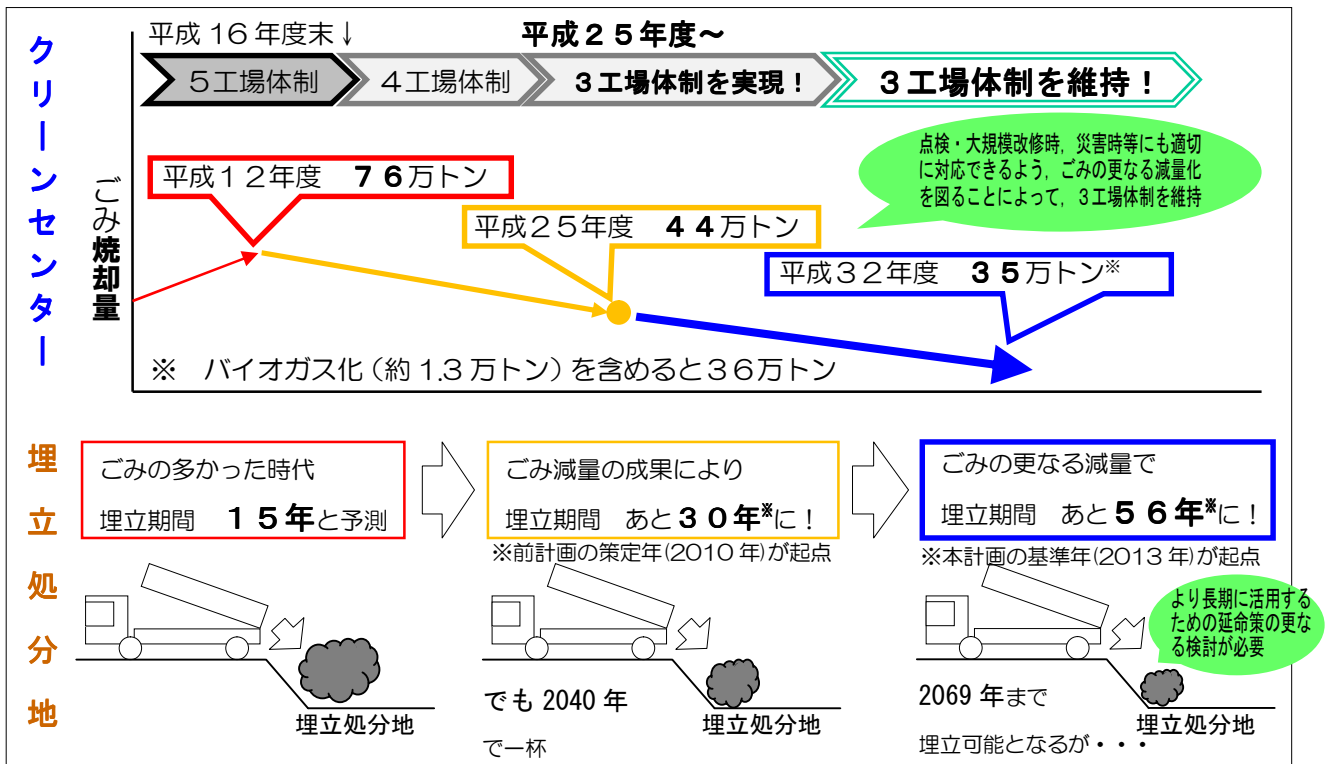 クリーンセンター
平成16年度末↓
平成25年度～
5工場体制
4工場体制
3工場体制を実現！
3工場体制を維持！
点検・大規模改修時，災害時等にも適切
に対応できるよう，ごみの更なる減量化
を図ることによって，3工場体制を維持
ごみ焼却量
平成12年度　76万トン
平成25年度　44万トン
平成32年度　35万トン※
※　バイオガス化（約1.3万トン）を含めると36万トン
埋立処分地
ごみの多かった時代
埋立期間　15年と予測
ごみ減量の成果により
埋立期間　あと30年※に！
※前計画の策定年(2010年)が起点
ごみの更なる減量で
埋立期間　あと56年※に！
※本計画の基準年(2013年)が起点
より長期に活用する
ための延命策の更な
る検討が必要
埋立処分地
でも2040年
で一杯
埋立処分地
2069年まで
埋立可能となるが・・・
埋立処分地